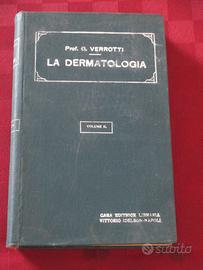 Prof. G. VERROTTI
LA DERMATOLOGIA
VOLUME II.
CASA EDITRICE LIBRARIA
VITTORIO IDELSON-NAPOLI
subito